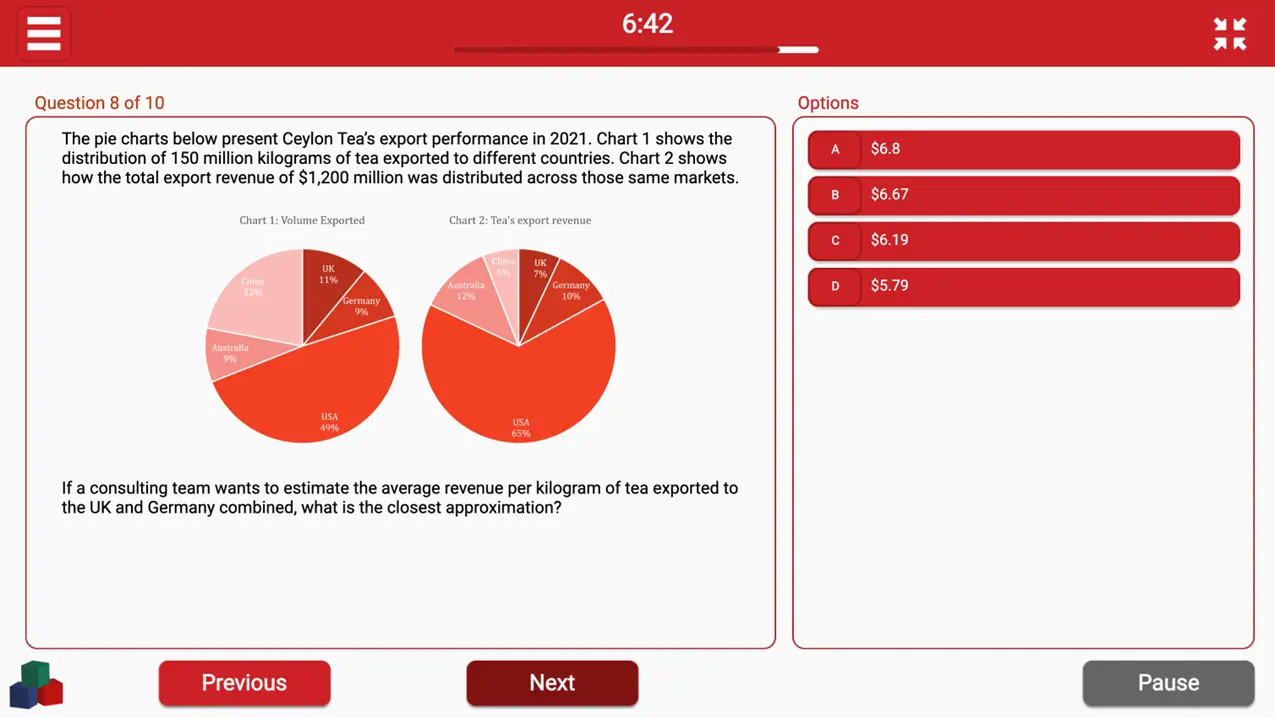 6:42
Question 8 of 10
The pie charts below present Ceylon Tea's export performance in 2021. Chart 1 shows the
distribution of 150 million kilograms of tea exported to different countries. Chart 2 shows
how the total export revenue of $1,200 million was distributed across those same markets.
Chart 1: Volume Exported
UK
11%
Germany
9%
USA
49%
Australia
9%
China
22%
Chart 2: Tea's export revenue
UK
7%
Germany
10%
USA
65%
Australia
12%
China
6%
If a consulting team wants to estimate the average revenue per kilogram of tea exported to
the UK and Germany combined, what is the closest approximation?
Options
A $6.8
B $6.67
C $6.19
D $5.79
Previous
Next
Pause